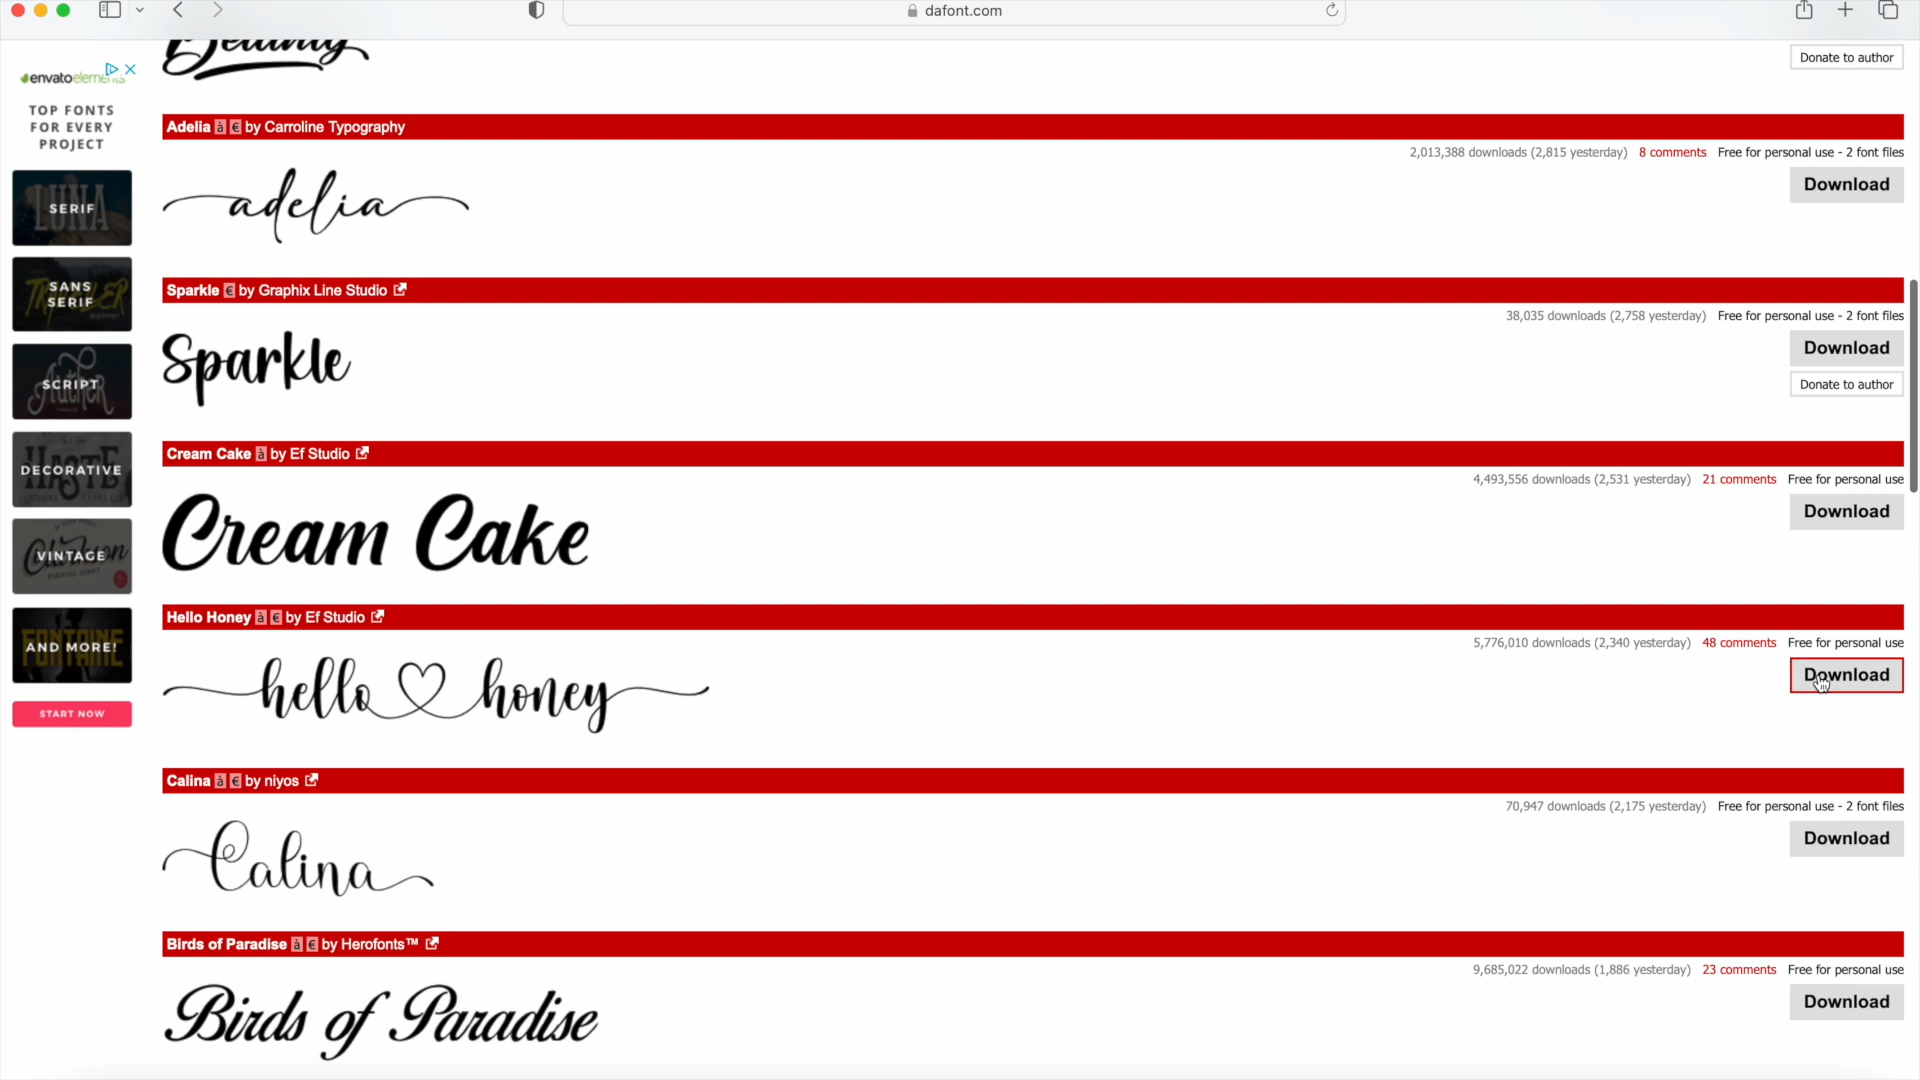 dafont.com
envatoelements
TOP FONTS
FOR EVERY
PROJECT
LUNA
SERIF
SANS
SERIF
Author
SCRIPT
HASTE
DECORATIVE
VINTAGE
FONTAINE
AND MORE!
START NOW
Donate to author
Adelia à € by Carroline Typography
2,013,388 downloads (2,815 yesterday) 8 comments Free for personal use - 2 font files
Download
adelia
Sparkle € by Graphix Line Studio
38,035 downloads (2,758 yesterday) Free for personal use - 2 font files
Download
Donate to author
Sparkle
Cream Cake à by Ef Studio
4,493,556 downloads (2,531 yesterday) 21 comments Free for personal use
Download
Cream Cake
Hello Honey à € by Ef Studio
5,776,010 downloads (2,340 yesterday) 48 comments Free for personal use
Download
hello honey
Calina à € by niyos
70,947 downloads (2,175 yesterday) Free for personal use - 2 font files
Download
Calina
Birds of Paradise à € by Herofonts™
9,685,022 downloads (1,886 yesterday) 23 comments Free for personal use
Download
Birds of Paradise